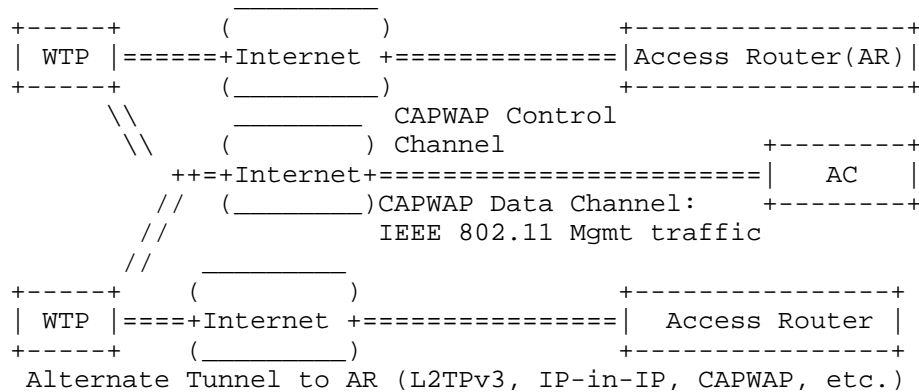 WTP Internet Access Router(AR)
CAPWAP Control
Channel
Internet AC
CAPWAP Data Channel:
IEEE 802.11 Mgmt traffic
WTP Internet Access Router
Alternate Tunnel to AR (L2TPv3, IP-in-IP, CAPWAP, etc.)